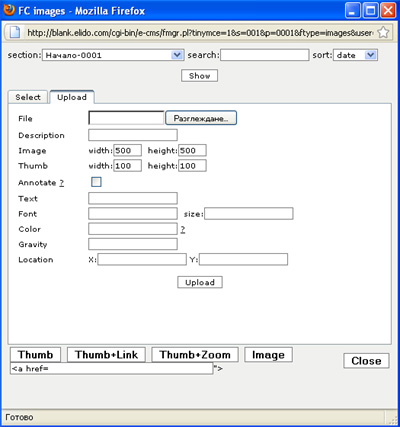 FC images - Mozilla Firefox
http://blank.elido.com/cgi-bin/e-cms/fmgr.pl?tinymce=1&s=001&p=0001&ftype=images&user
section: Начало-0001 search: sort: date
Show
Select Upload
File Разглеждане...
Description
Image width: 500 height: 500
Thumb width: 100 height: 100
Annotate ?
Text
Font size:
Color ?
Gravity
Location X: Y:
Upload
Thumb Thumb+Link Thumb+Zoom Image Close
<a href= ">
Готово